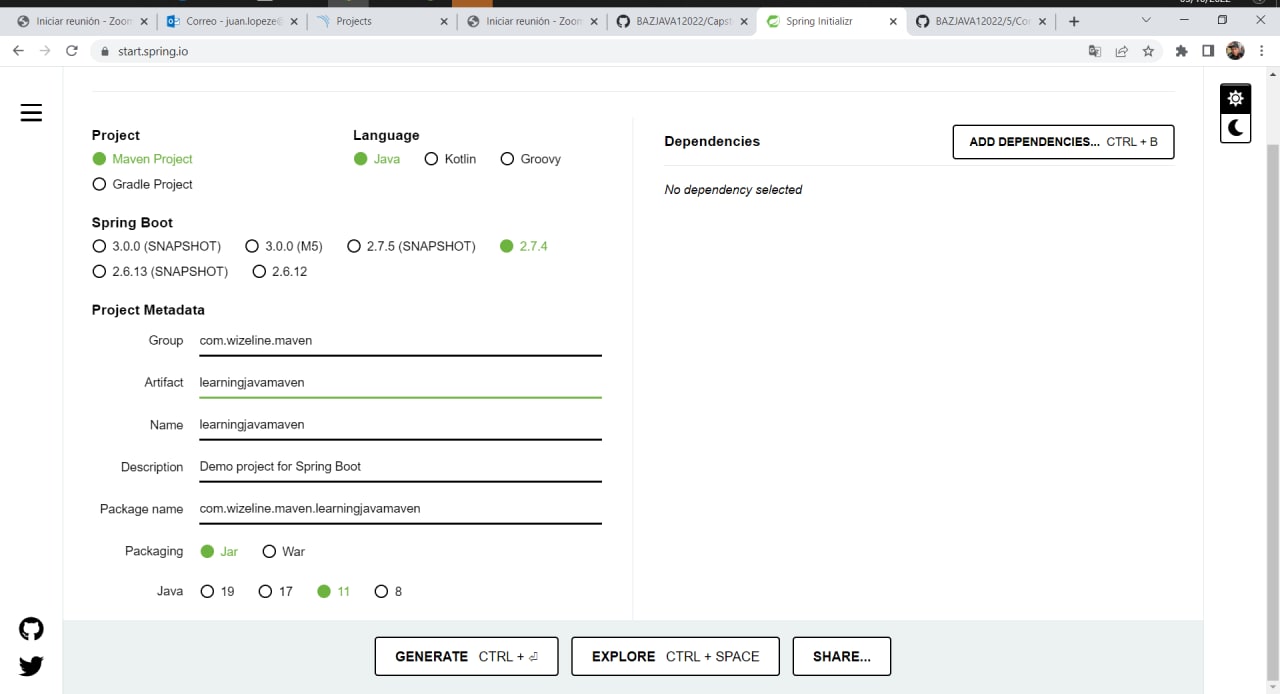 Iniciar reunión - Zoom
Correo - juan.lopeze@
Projects
Iniciar reunión - Zoom
BAZJAVA12022/Capst
Spring Initializr
BAZJAVA12022/5/Co
start.spring.io
Project
Language
Maven Project
Java
Kotlin
Groovy
Gradle Project
Spring Boot
3.0.0 (SNAPSHOT)
3.0.0 (M5)
2.7.5 (SNAPSHOT)
2.7.4
2.6.13 (SNAPSHOT)
2.6.12
Project Metadata
Group
com.wizeline.maven
Artifact
learningjavamaven
Name
learningjavamaven
Description
Demo project for Spring Boot
Package name
com.wizeline.maven.learningjavamaven
Packaging
Jar
War
Java
19
17
11
8
Dependencies
ADD DEPENDENCIES... CTRL + B
No dependency selected
GENERATE CTRL + ⏎
EXPLORE CTRL + SPACE
SHARE...